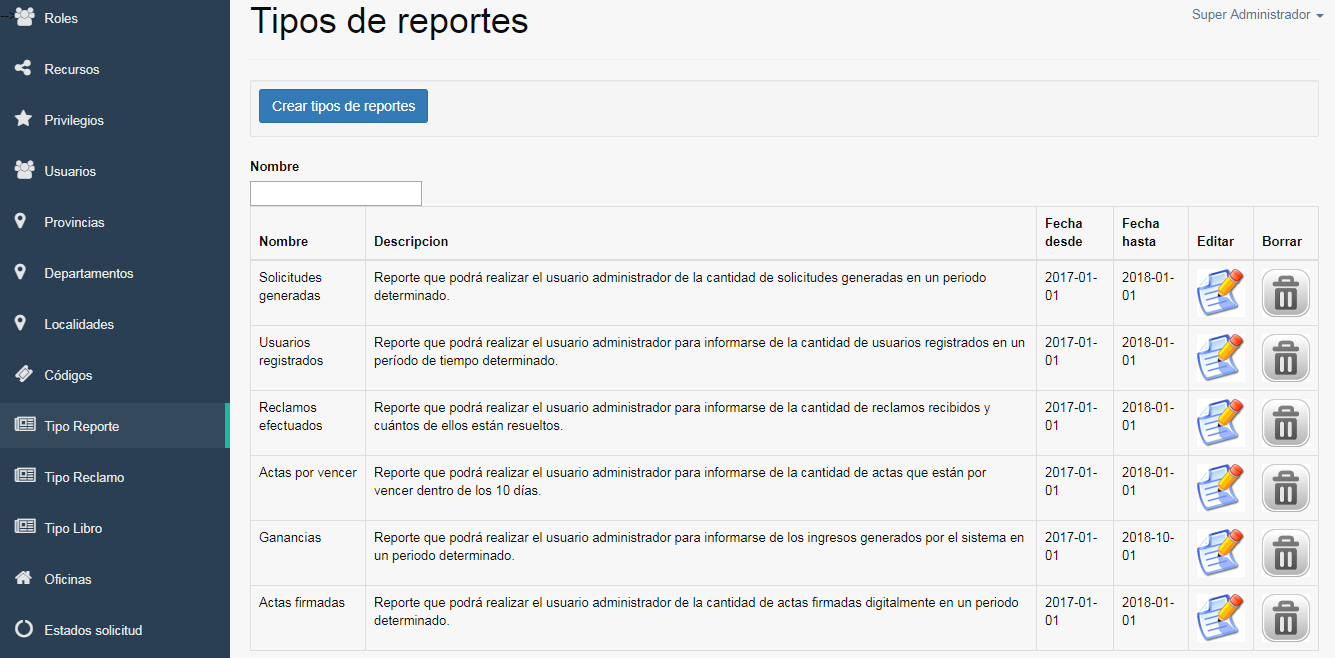 -->
Roles
Recursos
Privilegios
Usuarios
Provincias
Departamentos
Localidades
Códigos
Tipo Reporte
Tipo Reclamo
Tipo Libro
Oficinas
Estados solicitud
Tipos de reportes
Super Administrador
Crear tipos de reportes
Nombre
Nombre
Descripcion
Fecha
desde
Fecha
hasta
Editar
Borrar
Solicitudes
generadas
Reporte que podrá realizar el usuario administrador de la cantidad de solicitudes generadas en un periodo
determinado.
2017-01-
01
2018-01-
01
Usuarios
registrados
Reporte que podrá realizar el usuario administrador para informarse de la cantidad de usuarios registrados en un
período de tiempo determinado.
2017-01-
01
2018-01-
01
Reclamos
efectuados
Reporte que podrá realizar el usuario administrador para informarse de la cantidad de reclamos recibidos y
cuántos de ellos están resueltos.
2017-01-
01
2018-01-
01
Actas por vencer
Reporte que podrá realizar el usuario administrador para informarse de la cantidad de actas que están por
vencer dentro de los 10 días.
2017-01-
01
2018-01-
01
Ganancias
Reporte que podrá realizar el usuario administrador para informarse de los ingresos generados por el sistema en
un periodo determinado.
2017-01-
01
2018-10-
01
Actas firmadas
Reporte que podrá realizar el usuario administrador de la cantidad de actas firmadas digitalmente en un periodo
determinado.
2017-01-
01
2018-01-
01